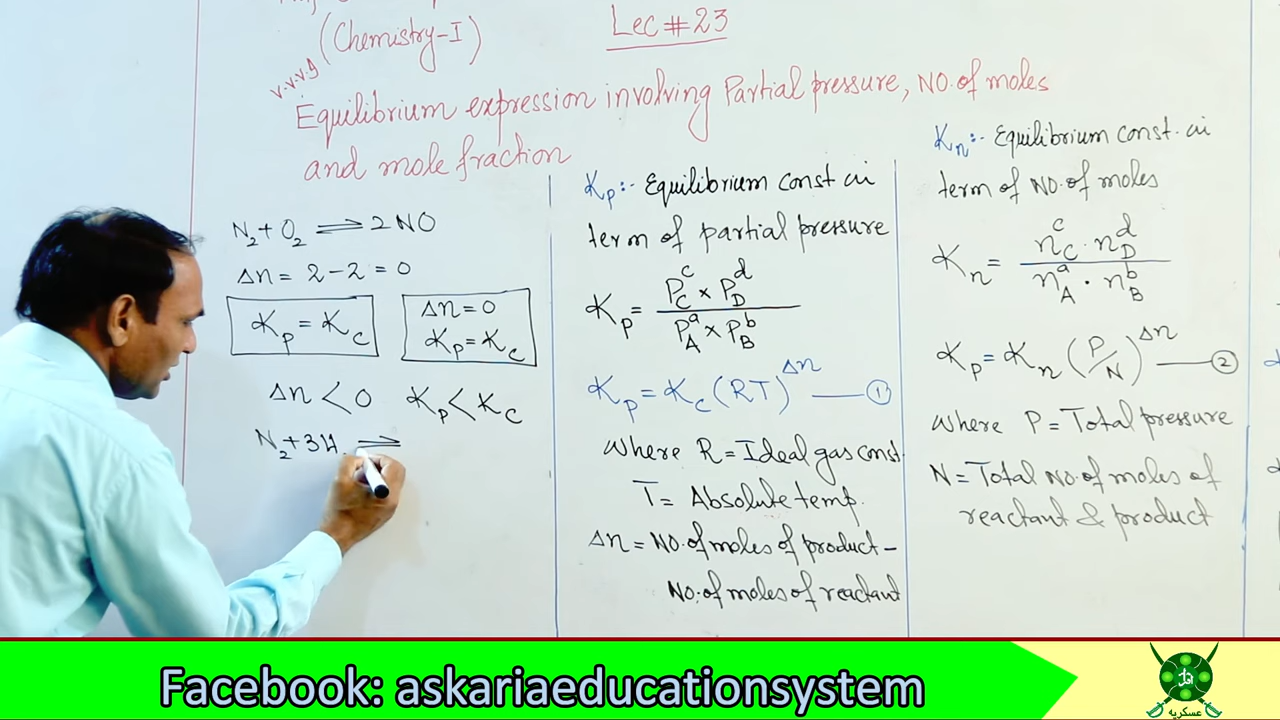 (Chemistry-I)
Lec # 23
v.v.v.g
Equilibrium expression involving Partial pressure, NO. of moles
and mole fraction
N₂ + O₂ ⇌ 2NO
Δn = 2 - 2 = 0
Kp = Kc
Δn = 0
Kp = Kc
Δn < 0 Kp < Kc
N₂ + 3H ⇌
Kp:- Equilibrium const in
term of partial pressure
Kp = P_C^c × P_D^d / P_A^a × P_B^b
Kp = Kc (RT)^Δn —— ①
Where R = Ideal gas const
T = Absolute temp.
Δn = NO. of moles of product -
NO. of moles of reactant
Kn:- Equilibrium const. in
term of NO. of moles
Kn = n_C^c · n_D^d / n_A^a · n_B^b
Kp = Kn (P/N)^Δn —— ②
Where P = Total pressure
N = Total NO. of moles of
reactant & product
Facebook: askariaeducationsystem
عسکریہ